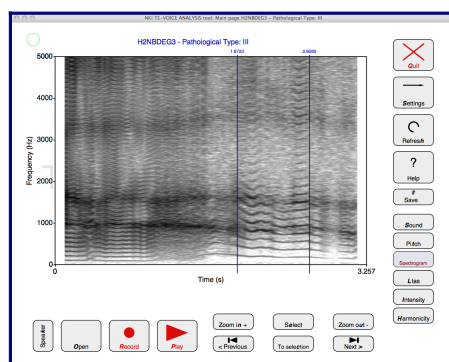 NKI TE-VOICE ANALYSIS tool: Main page H2NBDEG3 - Pathological Type: III
H2NBDEG3 - Pathological Type: III
1.8723
2.6085
5000
4000
3000
2000
1000
0
Frequency (Hz)
0
3.257
Time (s)
Quit
Settings
Refresh
?
Help
#
Save
Sound
Pitch
Spectrogram
Ltas
Intensity
Harmonicity
Speaker
Open
Record
Play
Zoom in +
Select
Zoom out -
< Previous
To selection
Next >